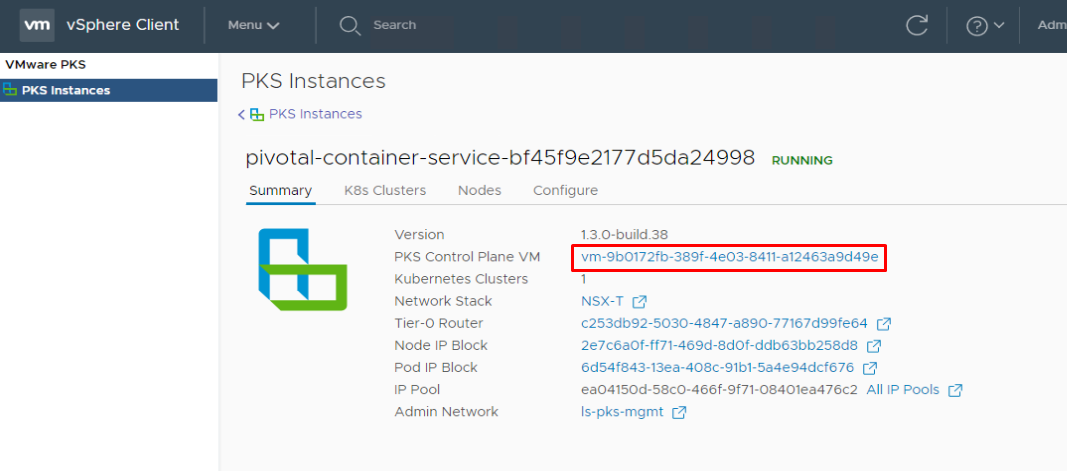 vm vSphere Client Menu Search Adm
VMware PKS
PKS Instances
PKS Instances
PKS Instances
pivotal-container-service-bf45f9e2177d5da24998 RUNNING
Summary K8s Clusters Nodes Configure
Version 1.3.0-build.38
PKS Control Plane VM vm-9b0172fb-389f-4e03-8411-a12463a9d49e
Kubernetes Clusters 1
Network Stack NSX-T
Tier-0 Router c253db92-5030-4847-a890-77167d99fe64
Node IP Block 2e7c6a0f-ff71-469d-8d0f-ddb63bb258d8
Pod IP Block 6d54f843-13ea-408c-91b1-5a4e94dcf676
IP Pool ea04150d-58c0-466f-9f71-08401ea476c2 All IP Pools
Admin Network ls-pks-mgmt